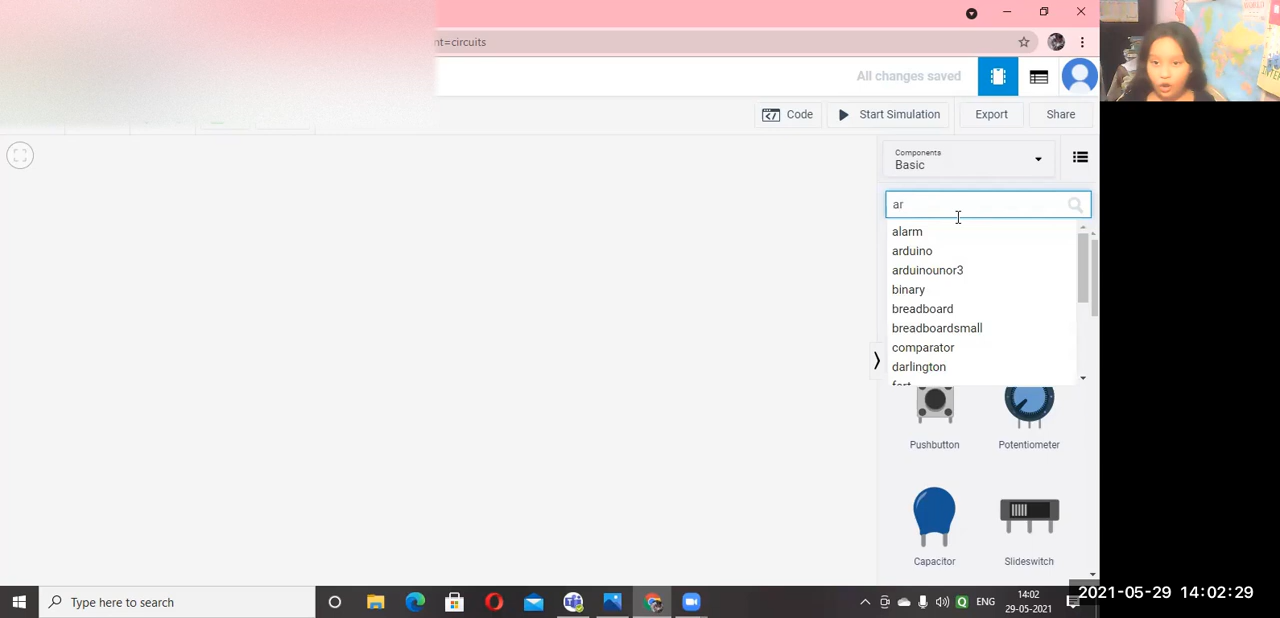 nt=circuits
All changes saved
Code
Start Simulation
Export
Share
Components
Basic
ar
alarm
arduino
arduinounor3
binary
breadboard
breadboardsmall
comparator
darlington
Pushbutton
Potentiometer
Capacitor
Slideswitch
Type here to search
ENG
14:02
29-05-2021
2021-05-29 14:02:29